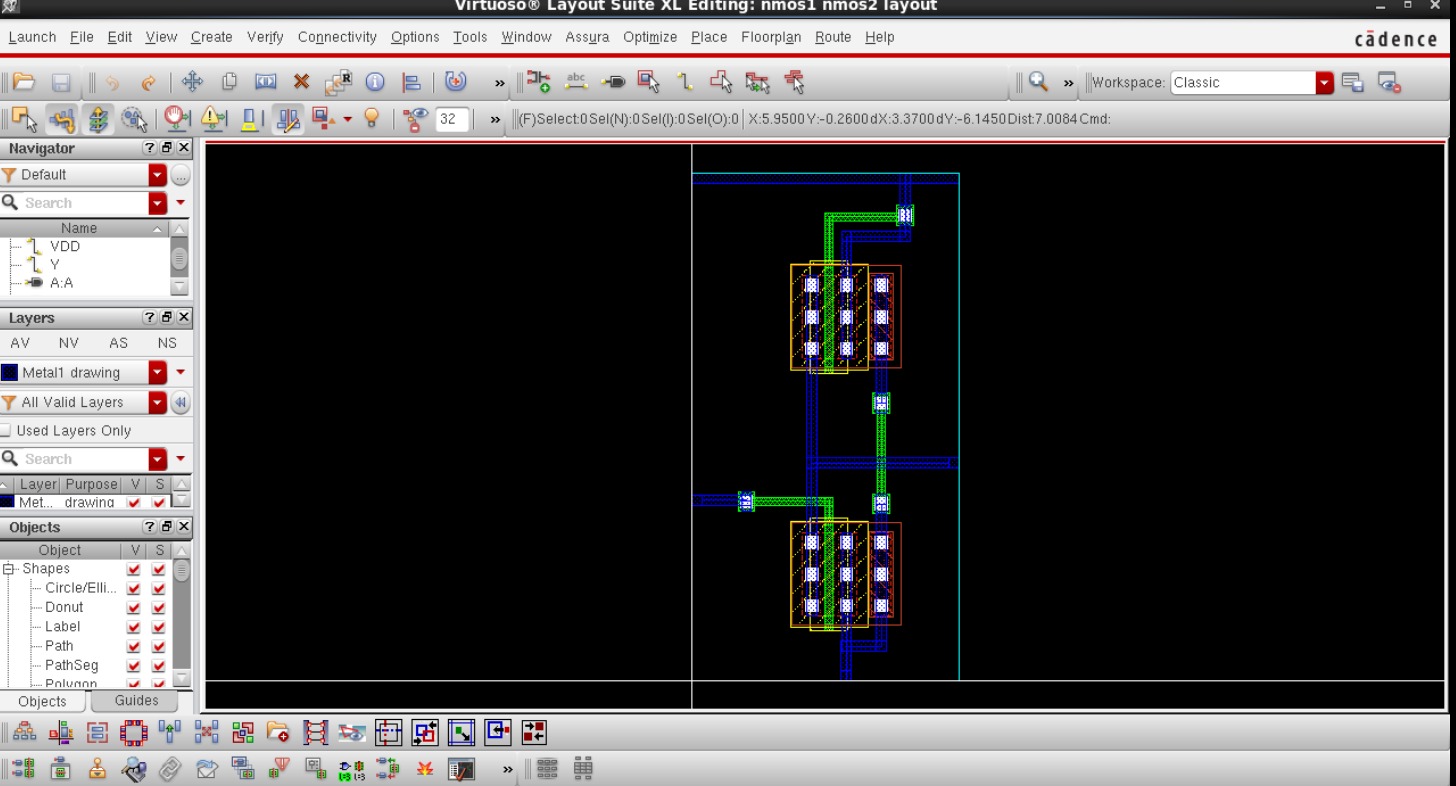 Virtuoso® Layout Suite XL Editing: nmos1 nmos2 layout
Launch File Edit View Create Verify Connectivity Options Tools Window Assura Optimize Place Floorplan Route Help
cādence
R
abc
Workspace: Classic
32
(F)Select:0 Sel(N):0 Sel(I):0 Sel(O):0 X:5.9500 Y:-0.2600 dX:3.3700 dY:-6.1450 Dist:7.0084 Cmd:
Navigator
Default
Search
Name
VDD
Y
A:A
Layers
AV NV AS NS
Metal1 drawing
All Valid Layers
Used Layers Only
Search
Layer Purpose V S
Met... drawing
Objects
Object V S
Shapes
Circle/Elli...
Donut
Label
Path
PathSeg
Polygon
Objects Guides